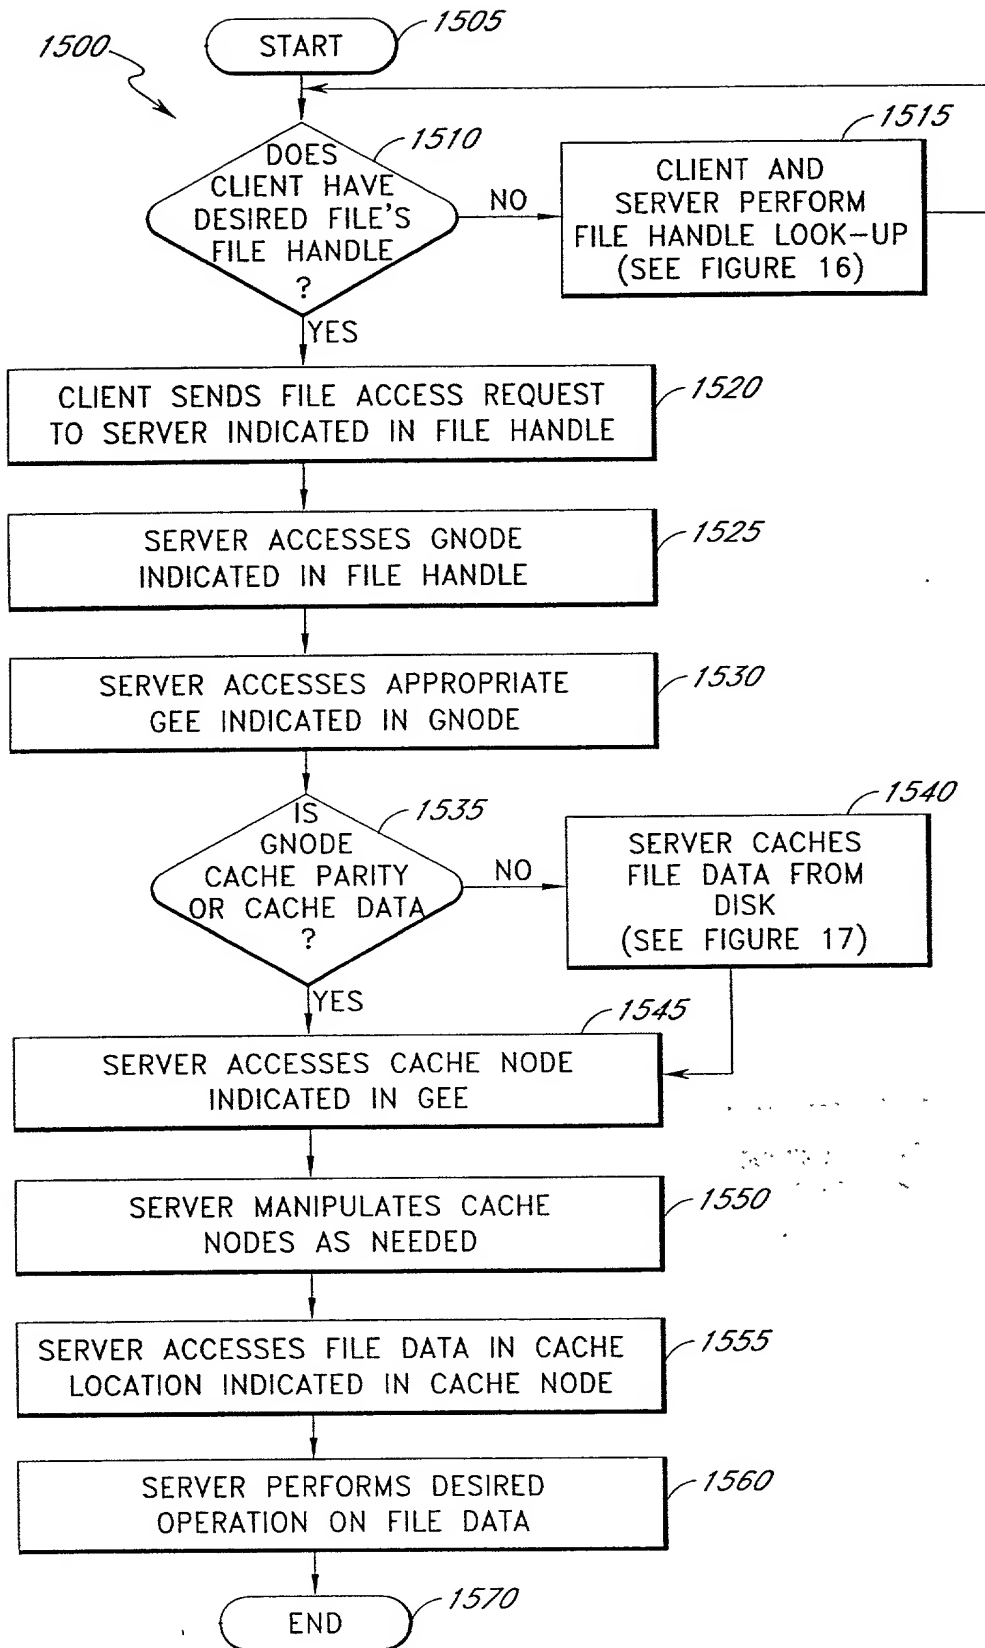 1500
START
1505
DOES
CLIENT HAVE
DESIRED FILE'S
FILE HANDLE
?
1510
NO
CLIENT AND
SERVER PERFORM
FILE HANDLE LOOK-UP
(SEE FIGURE 16)
1515
YES
CLIENT SENDS FILE ACCESS REQUEST
TO SERVER INDICATED IN FILE HANDLE
1520
SERVER ACCESSES GNODE
INDICATED IN FILE HANDLE
1525
SERVER ACCESSES APPROPRIATE
GEE INDICATED IN GNODE
1530
IS
GNODE
CACHE PARITY
OR CACHE DATA
?
1535
NO
SERVER CACHES
FILE DATA FROM
DISK
(SEE FIGURE 17)
1540
YES
SERVER ACCESSES CACHE NODE
INDICATED IN GEE
1545
SERVER MANIPULATES CACHE
NODES AS NEEDED
1550
SERVER ACCESSES FILE DATA IN CACHE
LOCATION INDICATED IN CACHE NODE
1555
SERVER PERFORMS DESIRED
OPERATION ON FILE DATA
1560
END
1570